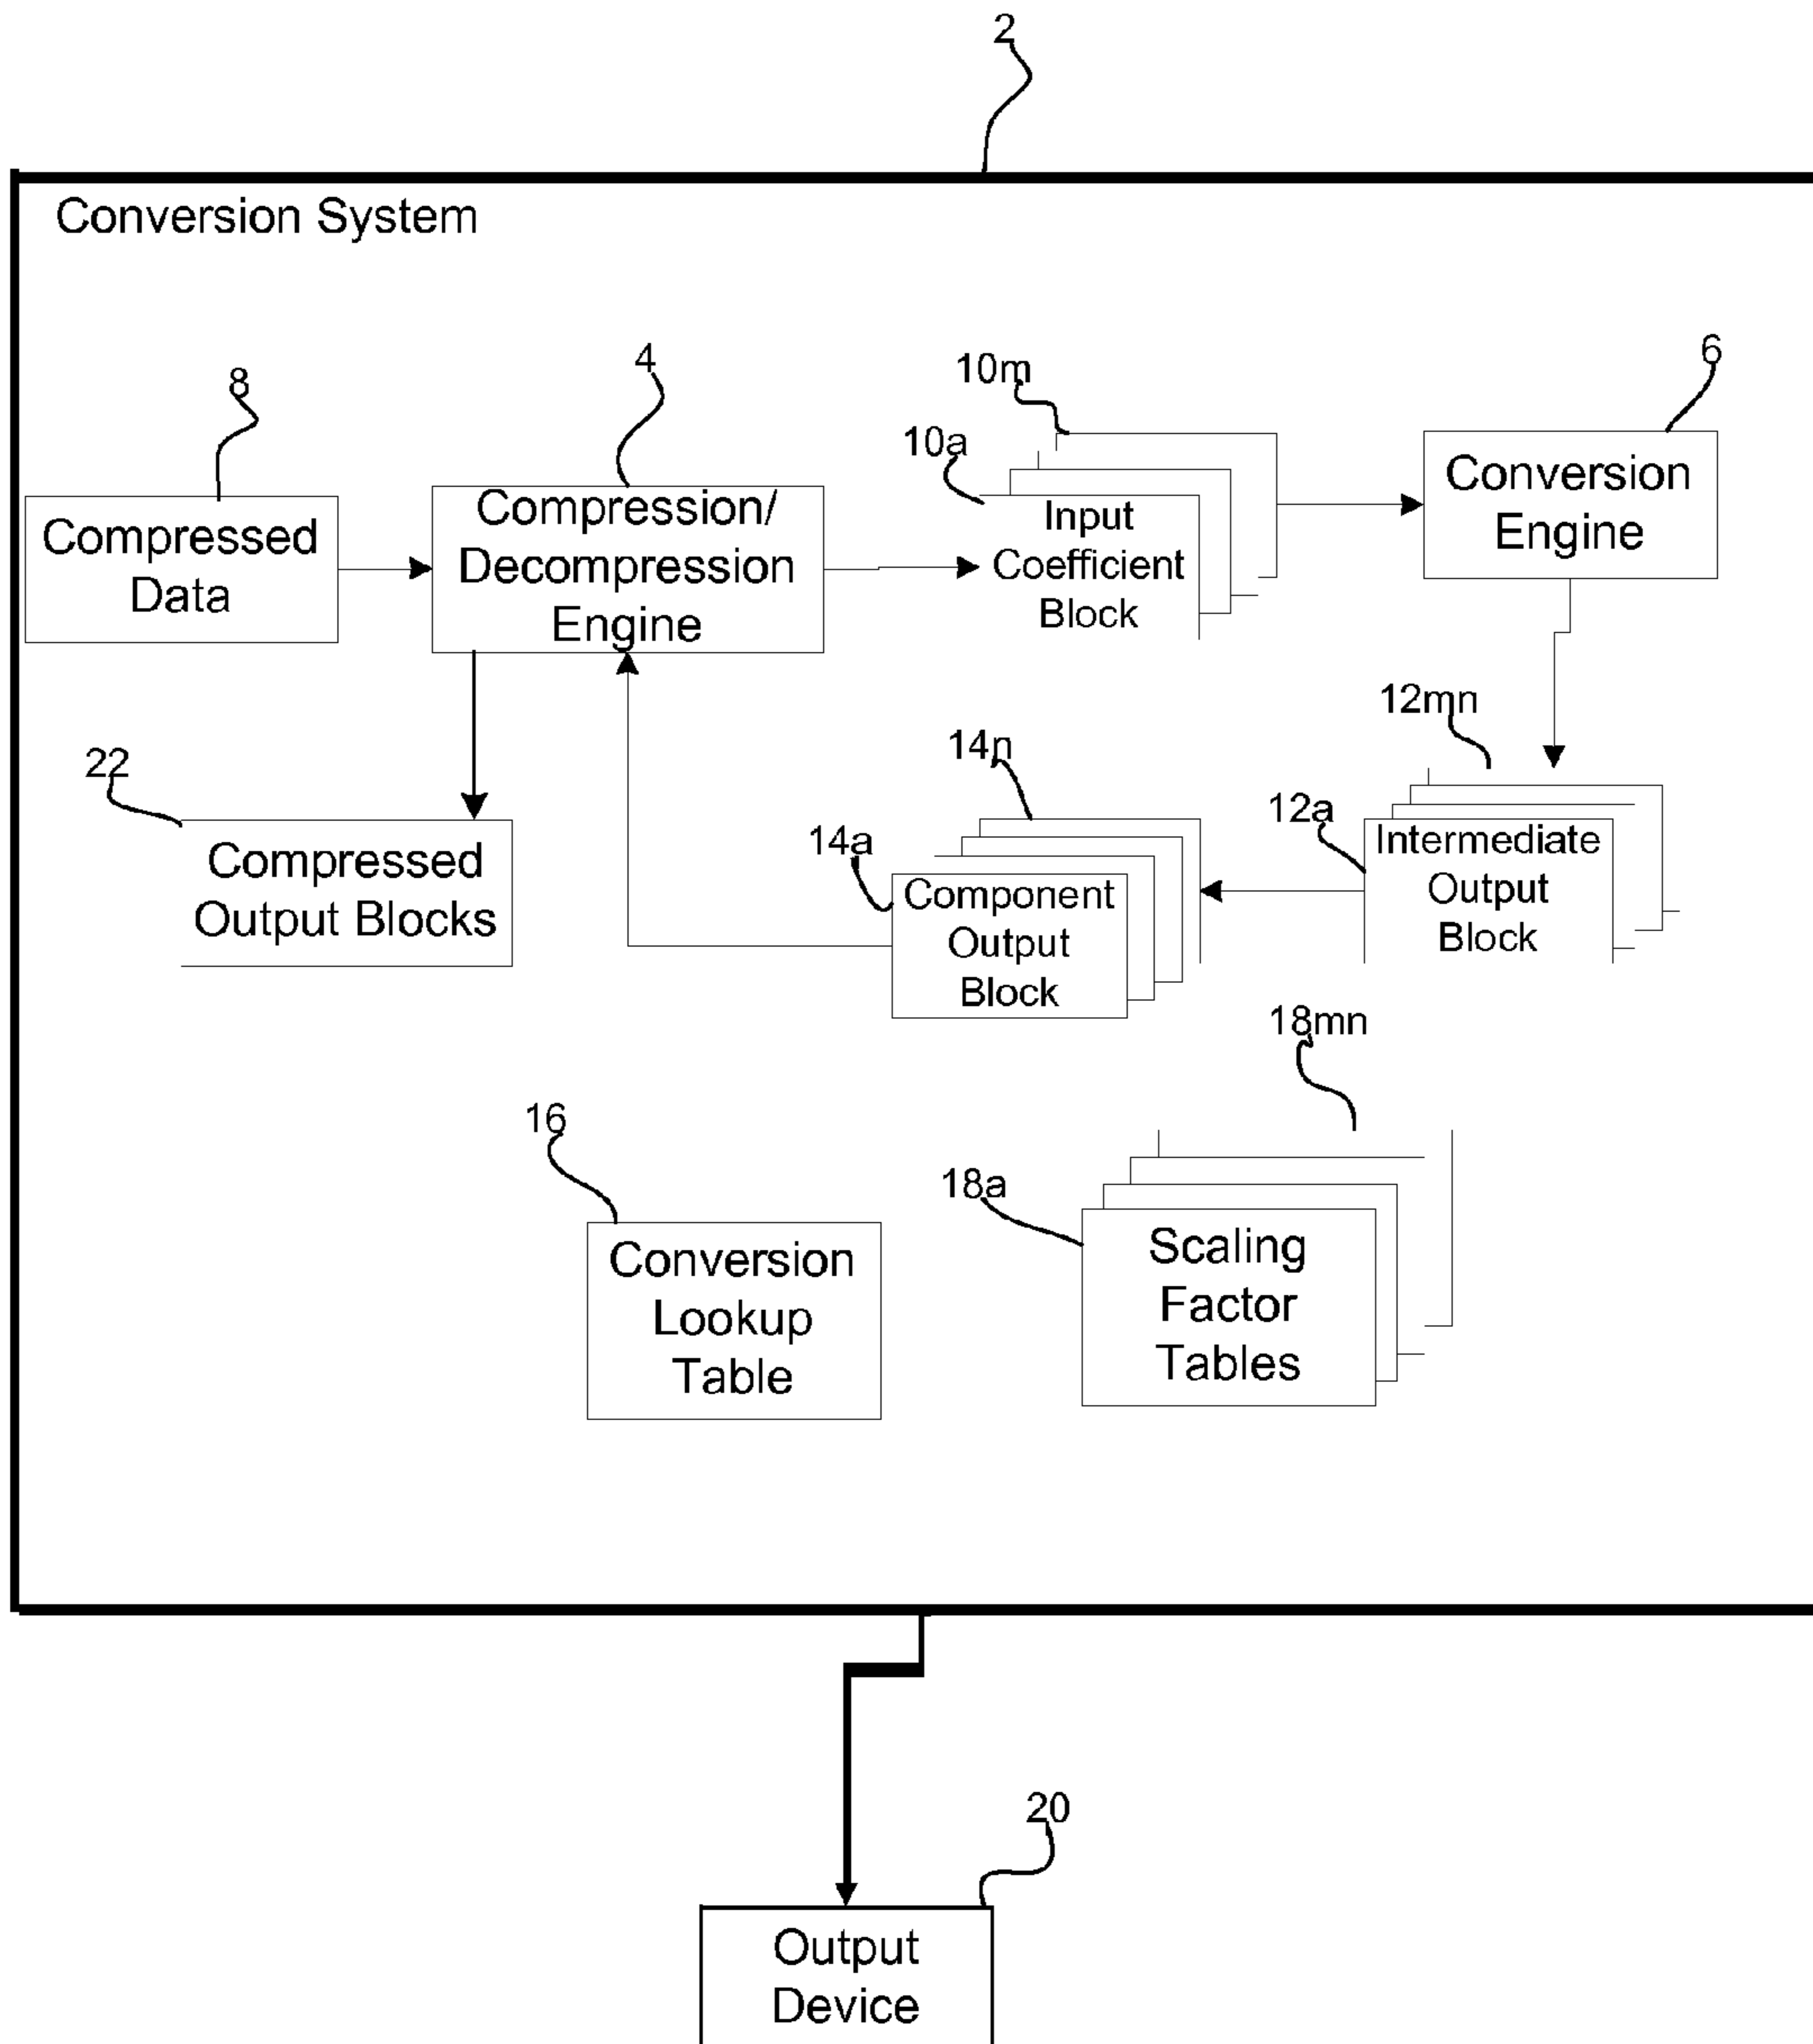 2
Conversion System
8
4
10m
10a
6
Compressed
Data
Compression/
Decompression
Engine
Input
Coefficient
Block
Conversion
Engine
22
14n
14a
12mn
12a
Compressed
Output Blocks
Component
Output
Block
Intermediate
Output
Block
16
18mn
18a
Conversion
Lookup
Table
Scaling
Factor
Tables
20
Output
Device